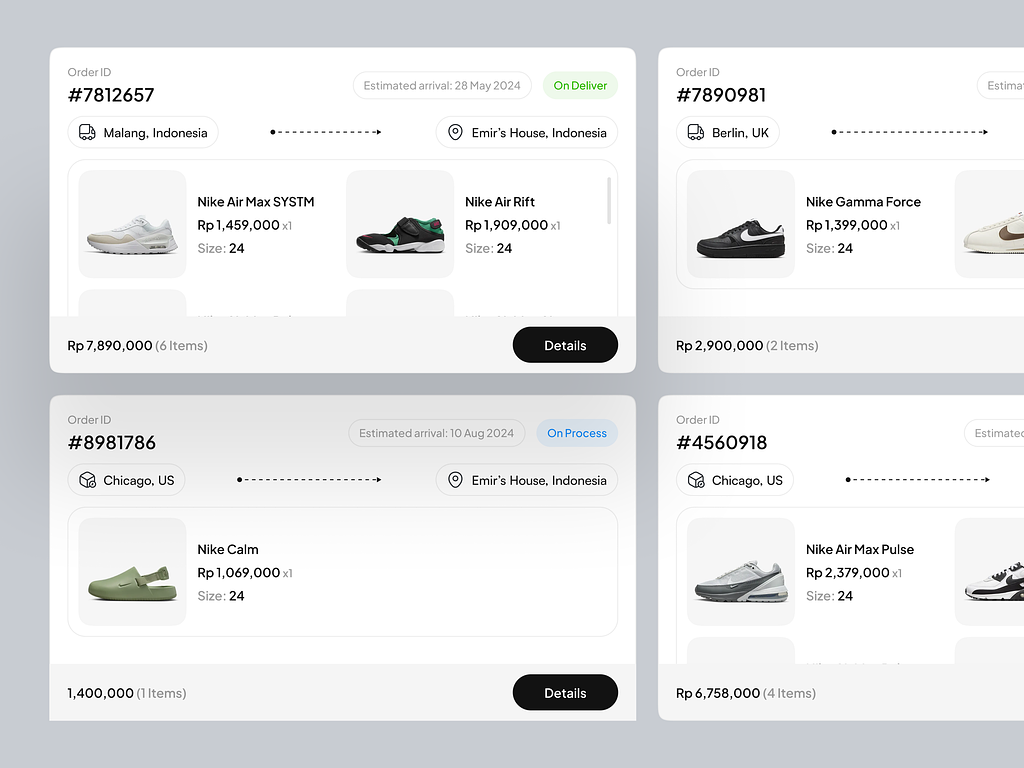 Order ID
#7812657
Estimated arrival: 28 May 2024
On Deliver
Malang, Indonesia
Emir's House, Indonesia
Nike Air Max SYSTM
Rp 1,459,000 x1
Size: 24
Nike Air Rift
Rp 1,909,000 x1
Size: 24
Rp 7,890,000 (6 Items)
Details
Order ID
#7890981
Estima
Berlin, UK
Nike Gamma Force
Rp 1,399,000 x1
Size: 24
Rp 2,900,000 (2 Items)
Order ID
#8981786
Estimated arrival: 10 Aug 2024
On Process
Chicago, US
Emir's House, Indonesia
Nike Calm
Rp 1,069,000 x1
Size: 24
1,400,000 (1 Items)
Details
Order ID
#4560918
Estimated
Chicago, US
Nike Air Max Pulse
Rp 2,379,000 x1
Size: 24
Rp 6,758,000 (4 Items)